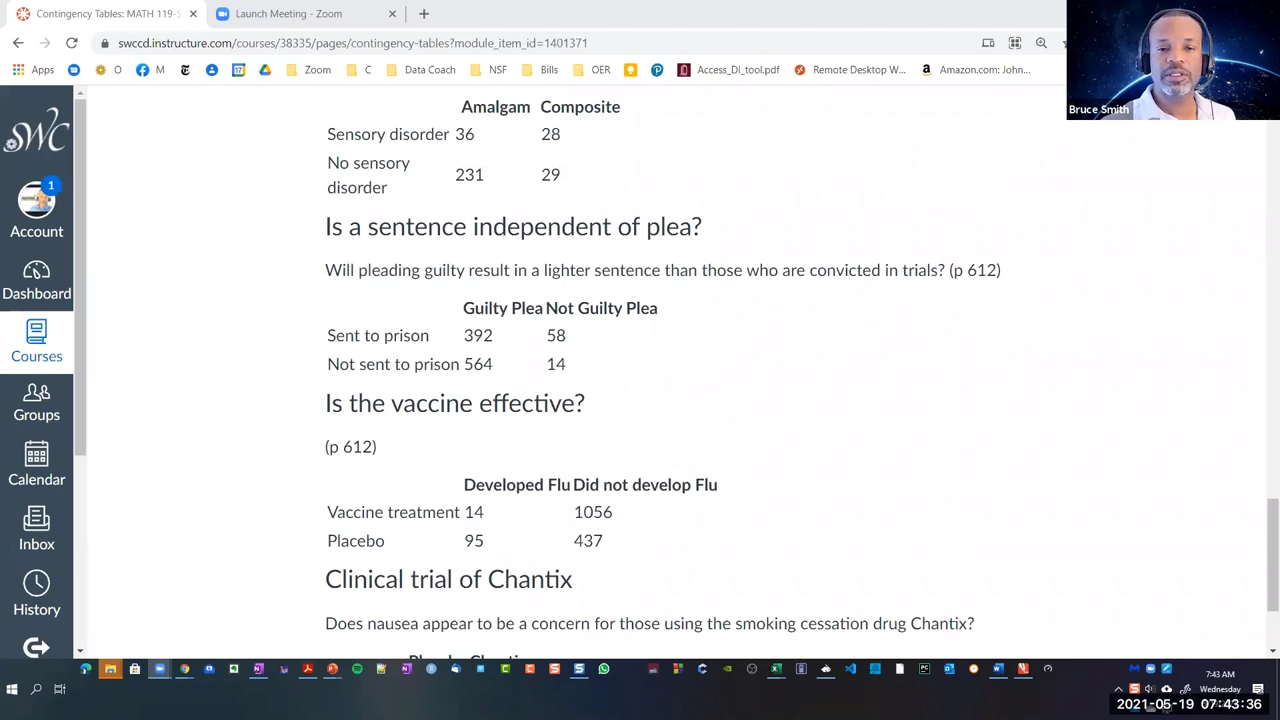 Contingency Tables: MATH 119-S
Launch Meeting - Zoom
swccd.instructure.com/courses/38335/pages/contingency-tables?module_item_id=1401371
Apps O M Zoom C Data Coach NSF Bills OER Access_DI_tool.pdf Remote Desktop W... Amazon.com: John...
Bruce Smith
SWC
1
Account
Dashboard
Courses
Groups
Calendar
Inbox
History
Amalgam Composite
Sensory disorder 36 28
No sensory
disorder 231 29
Is a sentence independent of plea?
Will pleading guilty result in a lighter sentence than those who are convicted in trials? (p 612)
Guilty Plea Not Guilty Plea
Sent to prison 392 58
Not sent to prison 564 14
Is the vaccine effective?
(p 612)
Developed Flu Did not develop Flu
Vaccine treatment 14 1056
Placebo 95 437
Clinical trial of Chantix
Does nausea appear to be a concern for those using the smoking cessation drug Chantix?
7:43 AM
Wednesday
2021-05-19 07:43:36